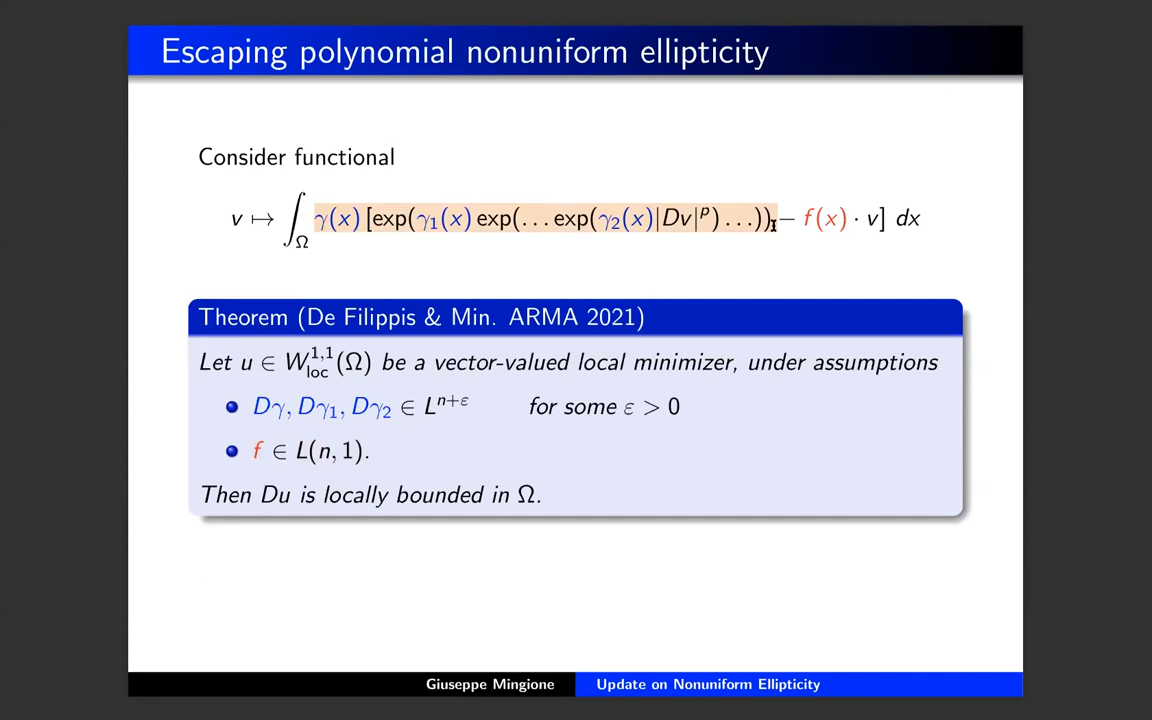 Escaping polynomial nonuniform ellipticity
Consider functional
v ↦ ∫_Ω γ(x) [exp(γ₁(x) exp(... exp(γ₂(x)|Dv|^p) ...)) − f(x) · v] dx
Theorem (De Filippis & Min. ARMA 2021)
Let u ∈ W^{1,1}_{loc}(Ω) be a vector-valued local minimizer, under assumptions
Dγ, Dγ₁, Dγ₂ ∈ L^{n+ε} for some ε > 0
f ∈ L(n, 1).
Then Du is locally bounded in Ω.
Giuseppe Mingione Update on Nonuniform Ellipticity